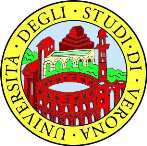 UNIVERSITÀ · DEGLI · STUDI · DI · VERONA ·